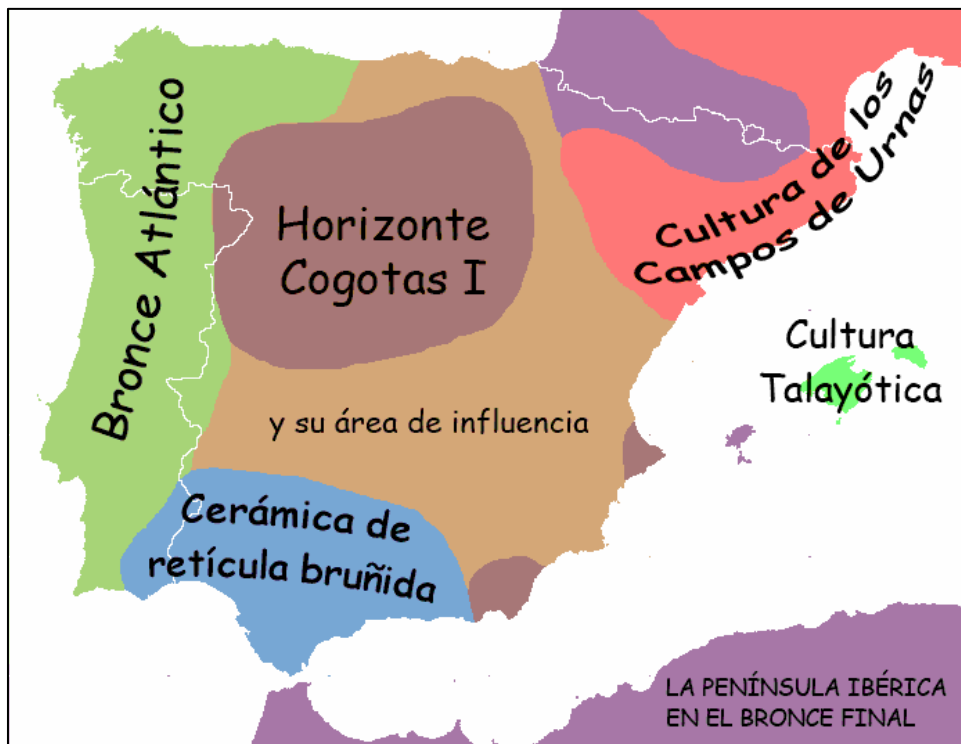 Bronce Atlántico
Horizonte
Cogotas I
y su área de influencia
Cultura de los
Campos de Urnas
Cultura
Talayótica
Cerámica de
retícula bruñida
LA PENÍNSULA IBÉRICA
EN EL BRONCE FINAL